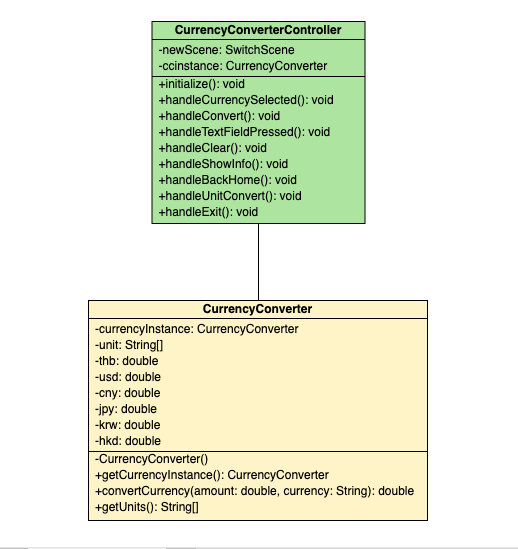 CurrencyConverterController
-newScene: SwitchScene
-ccinstance: CurrencyConverter
+initialize(): void
+handleCurrencySelected(): void
+handleConvert(): void
+handleTextFieldPressed(): void
+handleClear(): void
+handleShowInfo(): void
+handleBackHome(): void
+handleUnitConvert(): void
+handleExit(): void
CurrencyConverter
-currencyInstance: CurrencyConverter
-unit: String[]
-thb: double
-usd: double
-cny: double
-jpy: double
-krw: double
-hkd: double
-CurrencyConverter()
+getCurrencyInstance(): CurrencyConverter
+convertCurrency(amount: double, currency: String): double
+getUnits(): String[]